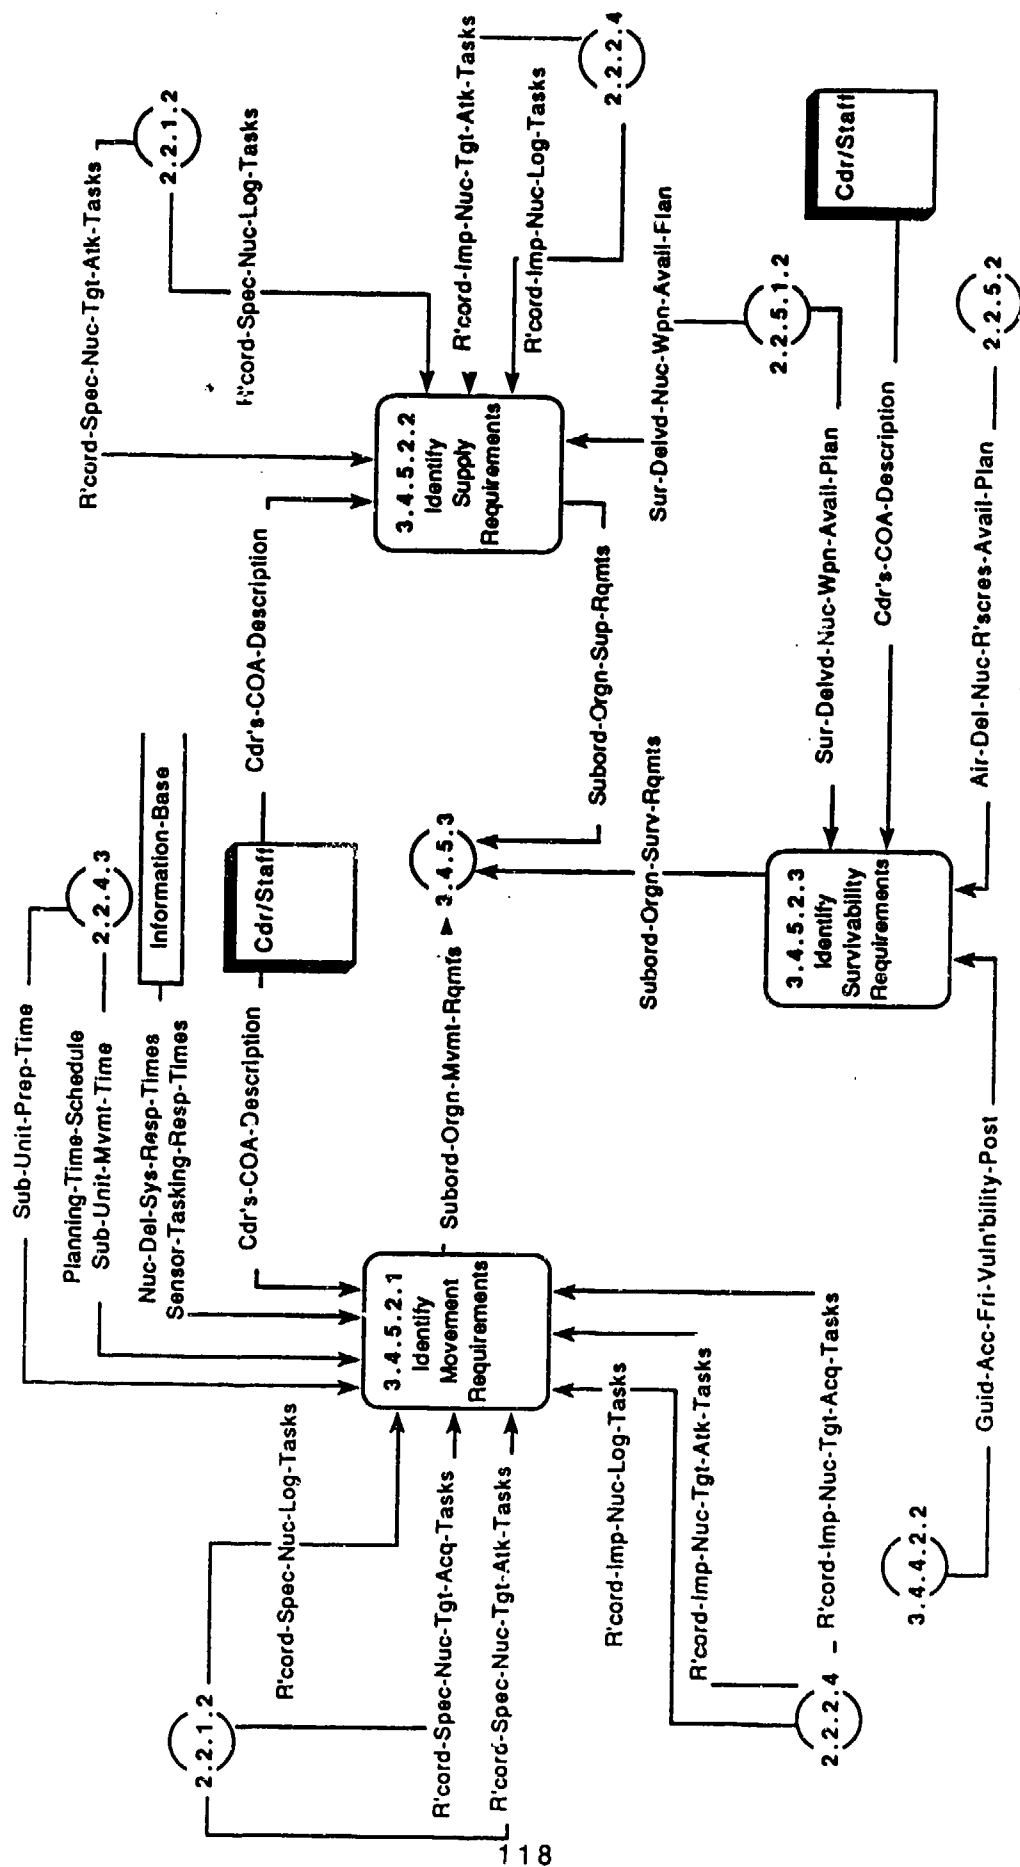 Sub-Unit-Prep-Time
2.2.4.3
Planning-Time-Schedule
Sub-Unit-Mvmt-Time
Information-Base
Nuc-Del-Sys-Resp-Times
Sensor-Tasking-Resp-Times
Cdr's-COA-Description
Cdr/Staff
Cdr's-COA-Description
R'cord-Spec-Nuc-Tgt-Atk-Tasks
2.2.1.2
R'cord-Spec-Nuc-Log-Tasks
2.2.1.2
R'cord-Spec-Nuc-Log-Tasks
R'cord-Spec-Nuc-Tgt-Acq-Tasks
R'cord-Spec-Nuc-Tgt-Atk-Tasks
3.4.5.2.1
Identify
Movement
Requirements
Subord-Orgn-Mvmt-Rqmts
3.4.5.3
3.4.5.2.2
Identify
Supply
Requirements
R'cord-Imp-Nuc-Tgt-Atk-Tasks
R'cord-Imp-Nuc-Log-Tasks
2.2.2.4
Subord-Orgn-Sup-Rqmts
Sur-Delvd-Nuc-Wpn-Avail-Plan
R'cord-Imp-Nuc-Log-Tasks
R'cord-Imp-Nuc-Tgt-Atk-Tasks
R'cord-Imp-Nuc-Tgt-Acq-Tasks
2.2.2.4
Subord-Orgn-Surv-Rqmts
2.2.5.1.2
Sur-Delvd-Nuc-Wpn-Avail-Plan
Cdr/Staff
Cdr's-COA-Description
3.4.5.2.3
Identify
Survivability
Requirements
3.4.4.2.2
Guid-Acc-Fri-Vuln'bility-Post
Air-Del-Nuc-R'scres-Avail-Plan
2.2.5.2
118